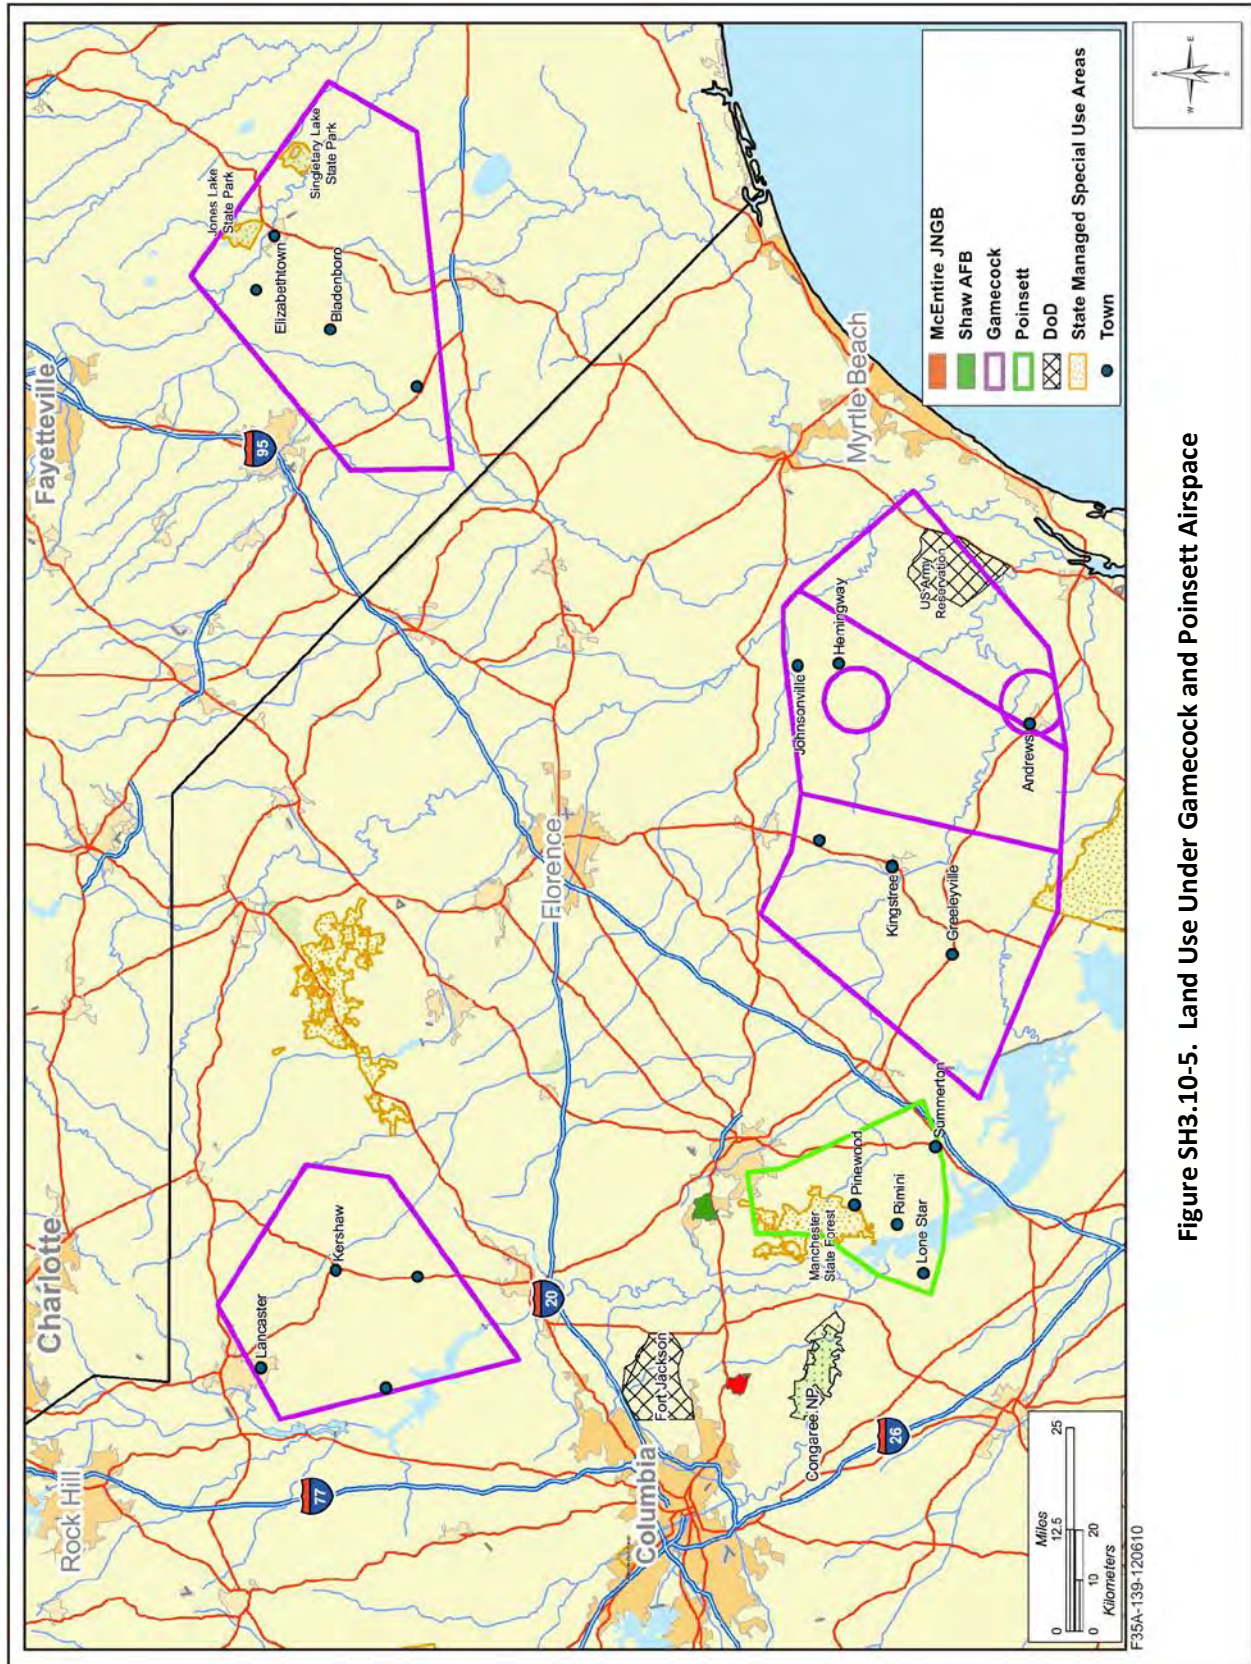 Charlotte
Rock Hill
Fayetteville
95
77
Jones Lake
State Park
Singletary Lake
State Park
Elizabethtown
Bladenboro
Lancaster
Kershaw
Florence
20
Columbia
Fort Jackson
Congaree NP
26
Manchester
State Forest
Pinewood
Rimini
Lone Star
Summerton
Kingstree
Greeleyville
Johnsonville
Hemingway
Andrews
US Army
Reservation
Myrtle Beach
McEntire JNGB
Shaw AFB
Gamecock
Poinsett
DoD
State Managed Special Use Areas
Town
Miles
0 12.5 25
0 10 20
Kilometers
F35A-139-120610
N
W E
S
Figure SH3.10-5. Land Use Under Gamecock and Poinsett Airspace